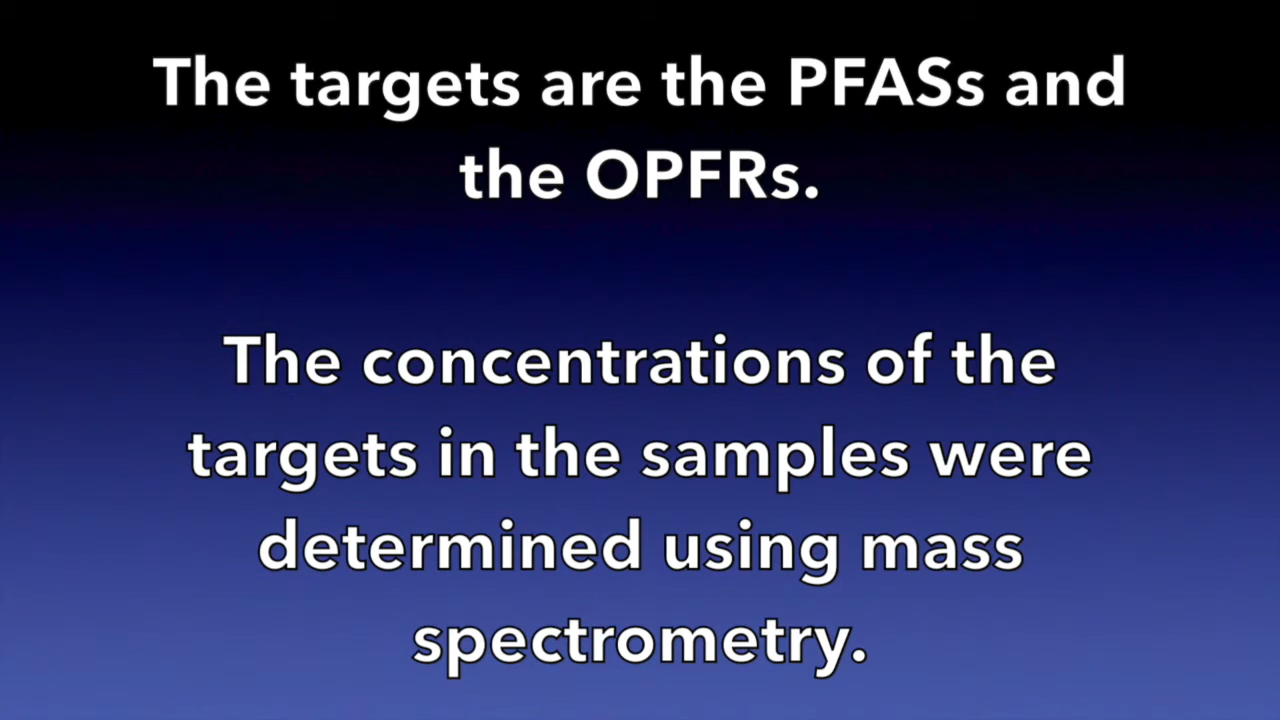 The targets are the PFASs and
the OPFRs.
The concentrations of the
targets in the samples were
determined using mass
spectrometry.